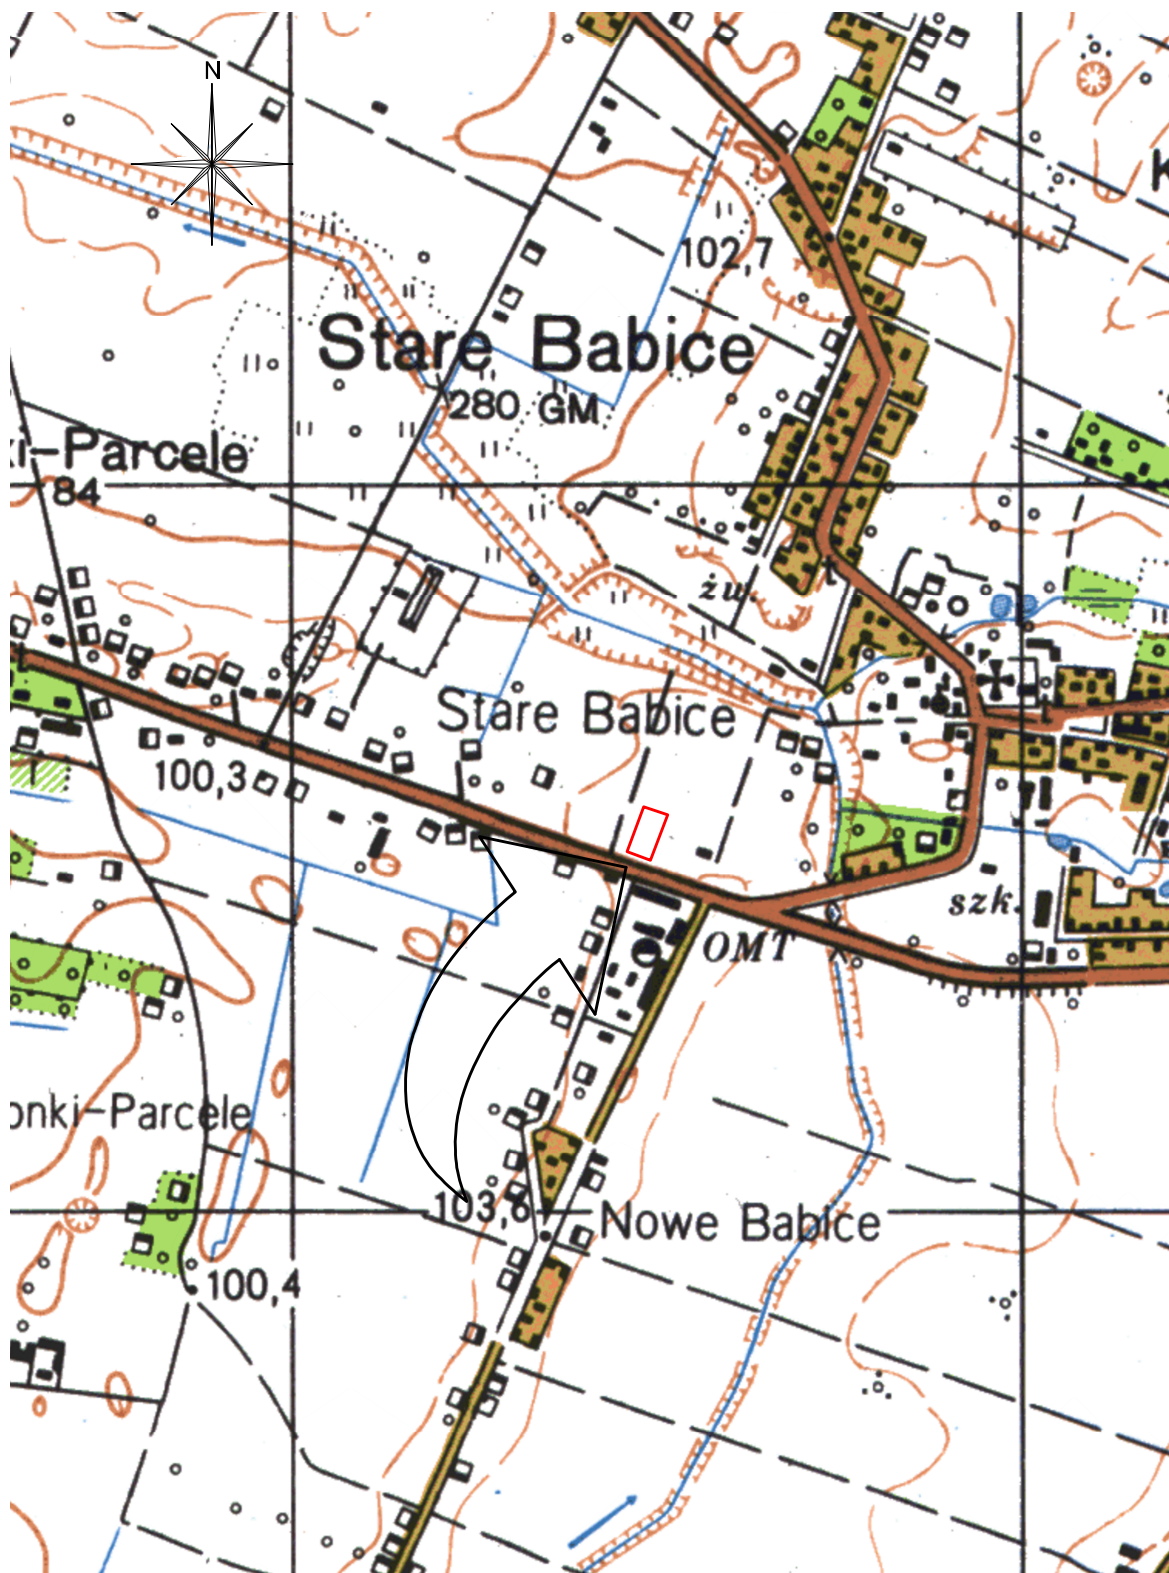 N
K
102,7
Stare Babice
280 GM
ki-Parcele
84
żw.
Stare Babice
100,3
szk.
OMT
onki-Parcele
103,6
Nowe Babice
100,4